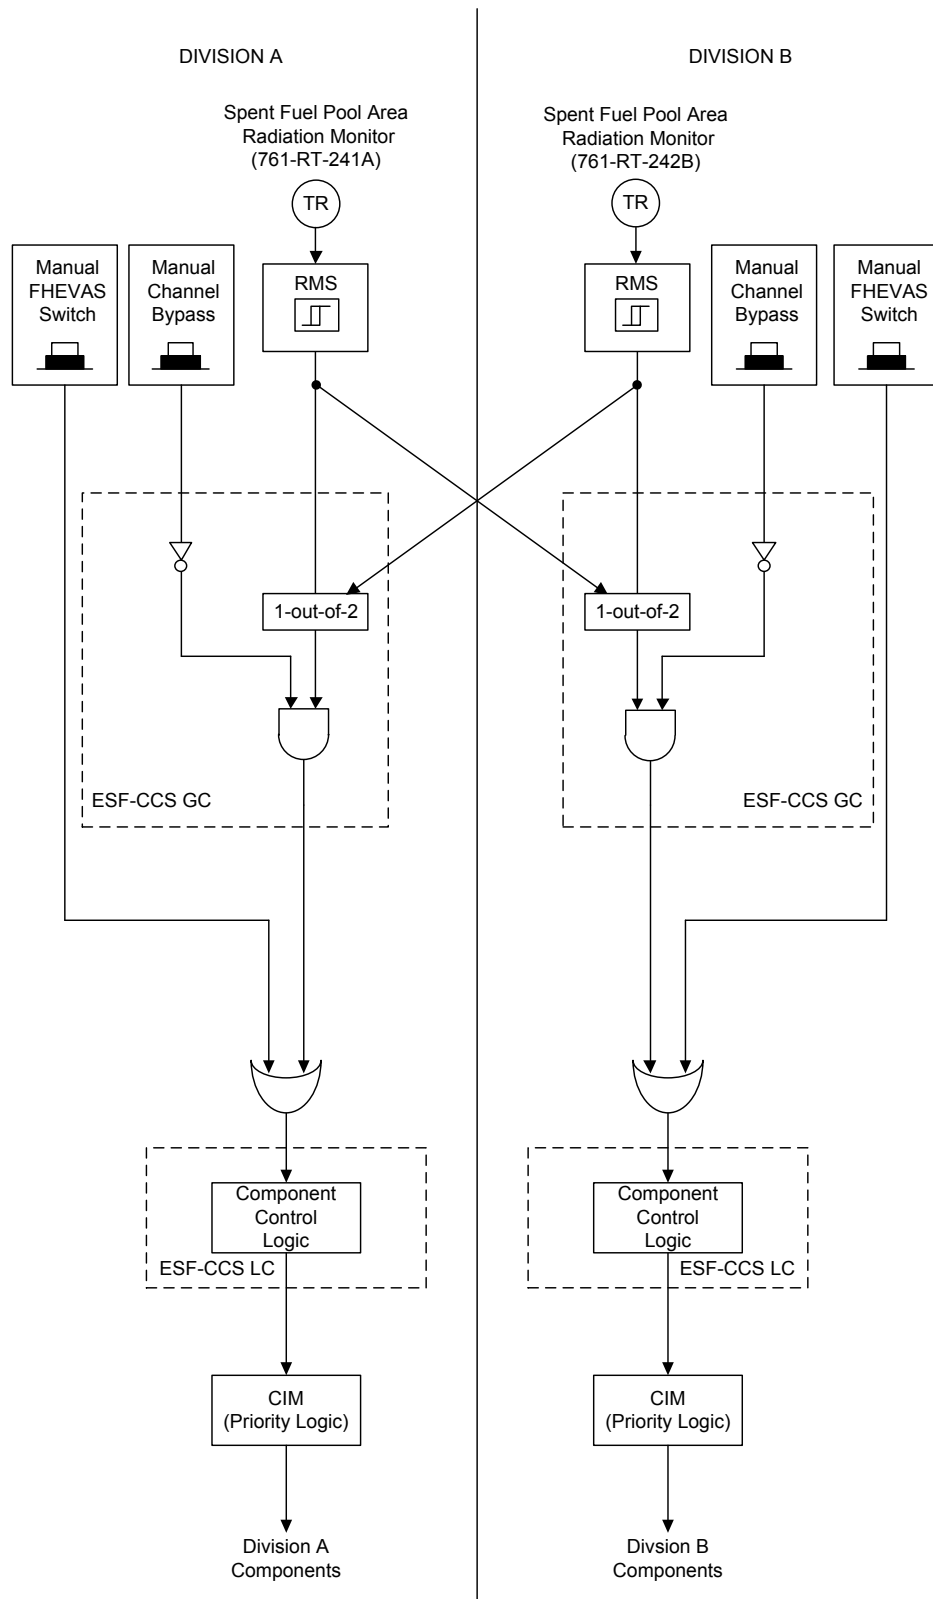 DIVISION A
DIVISION B
Spent Fuel Pool Area
Radiation Monitor
(761-RT-241A)
Spent Fuel Pool Area
Radiation Monitor
(761-RT-242B)
TR
TR
Manual
FHEVAS
Switch
Manual
Channel
Bypass
RMS
RMS
Manual
Channel
Bypass
Manual
FHEVAS
Switch
1-out-of-2
1-out-of-2
ESF-CCS GC
ESF-CCS GC
Component
Control
Logic
ESF-CCS LC
Component
Control
Logic
ESF-CCS LC
CIM
(Priority Logic)
CIM
(Priority Logic)
Division A
Components
Divsion B
Components